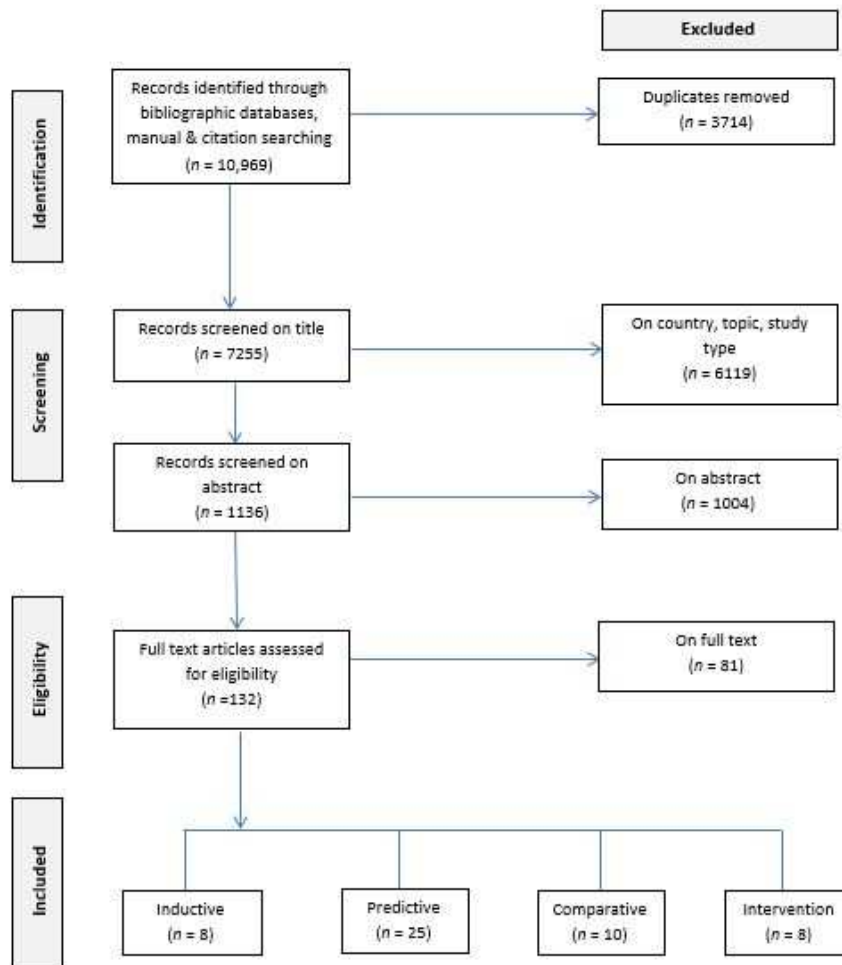 Excluded
Identification
Records identified through
bibliographic databases,
manual & citation searching
(n = 10,969)
Duplicates removed
(n = 3714)
Screening
Records screened on title
(n = 7255)
On country, topic, study
type
(n = 6119)
Records screened on
abstract
(n = 1136)
On abstract
(n = 1004)
Eligibility
Full text articles assessed
for eligibility
(n =132)
On full text
(n = 81)
Included
Inductive
(n = 8)
Predictive
(n = 25)
Comparative
(n = 10)
Intervention
(n = 8)